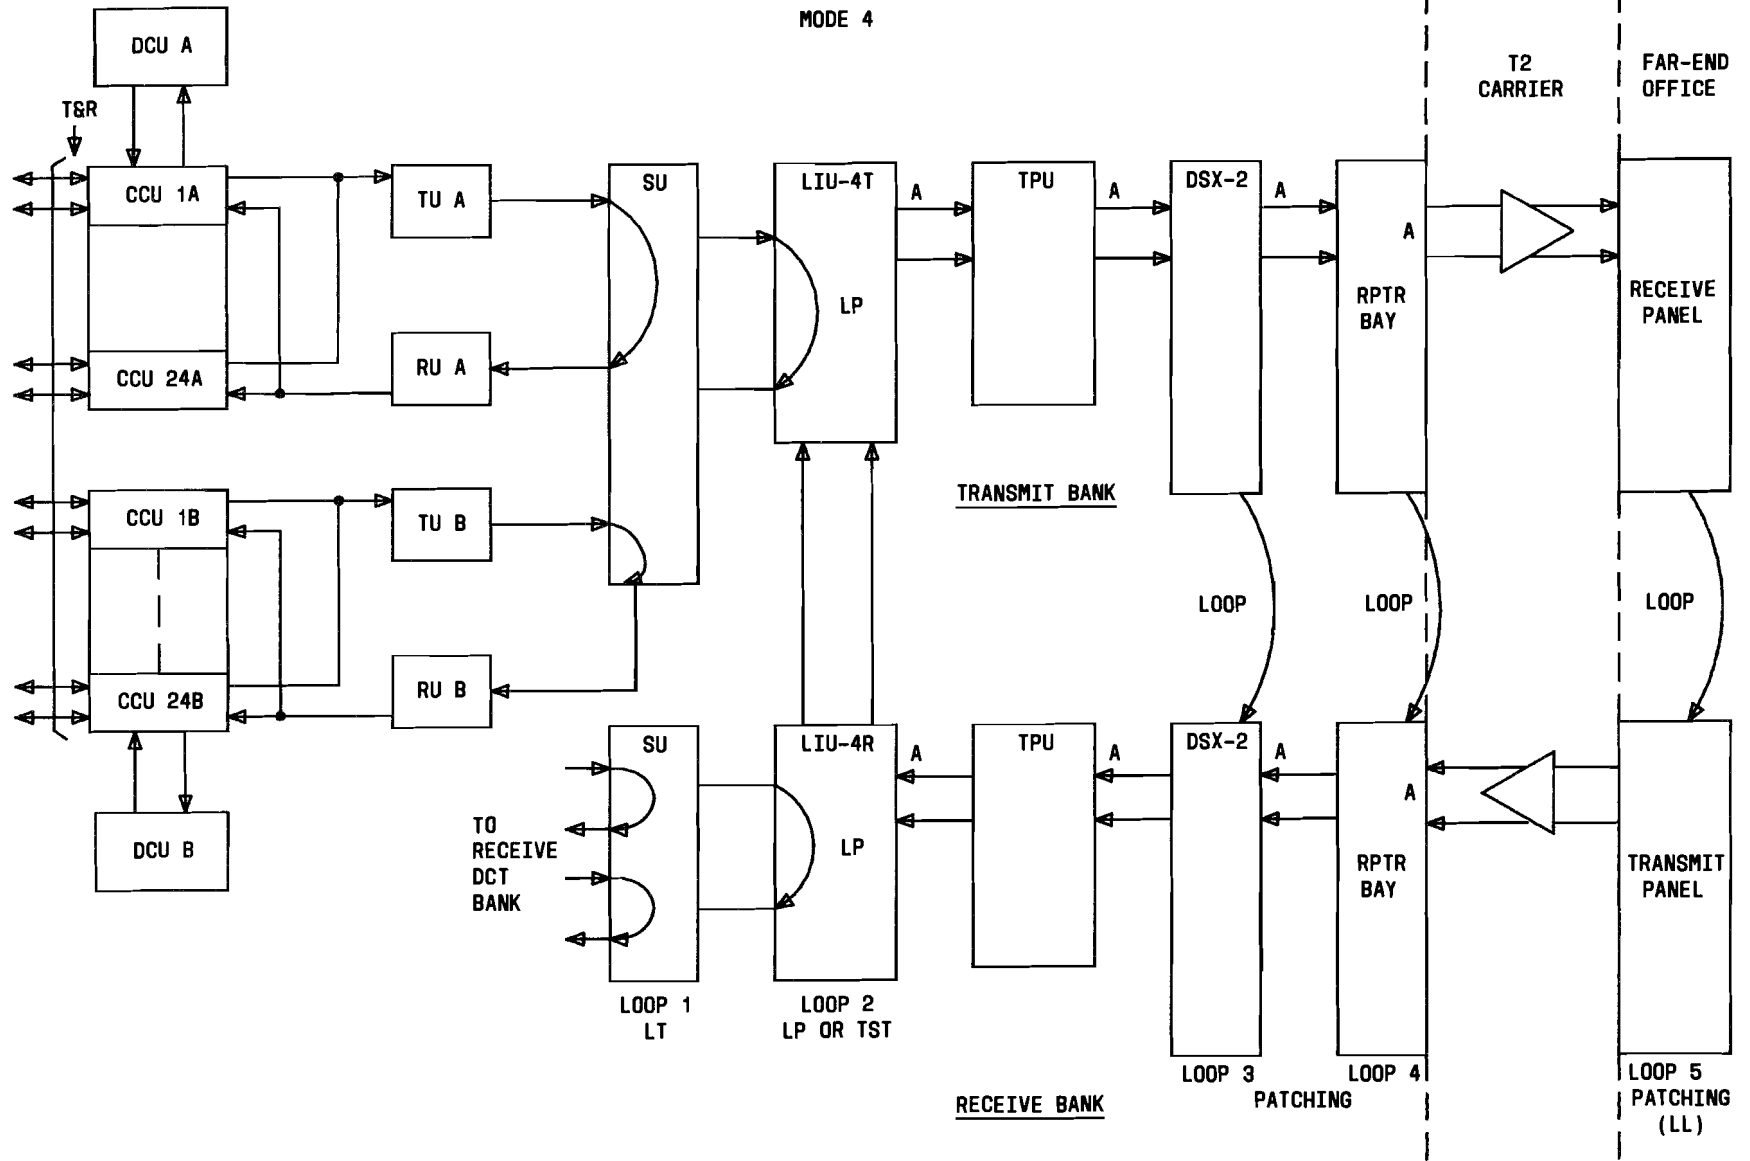 MODE 4
DCU A
T2
CARRIER
FAR-END
OFFICE
T&R
CCU 1A
TU A
SU
LIU-4T
A
TPU
A
DSX-2
A
A
LP
RPTR
BAY
RECEIVE
PANEL
RU A
CCU 24A
TRANSMIT BANK
CCU 1B
TU B
LOOP
LOOP
LOOP
RU B
CCU 24B
SU
LIU-4R
A
TPU
A
DSX-2
A
A
DCU B
TO
RECEIVE
DCT
BANK
LP
RPTR
BAY
TRANSMIT
PANEL
LOOP 1
LT
LOOP 2
LP OR TST
LOOP 3
LOOP 4
PATCHING
LOOP 5
PATCHING
(LL)
RECEIVE BANK